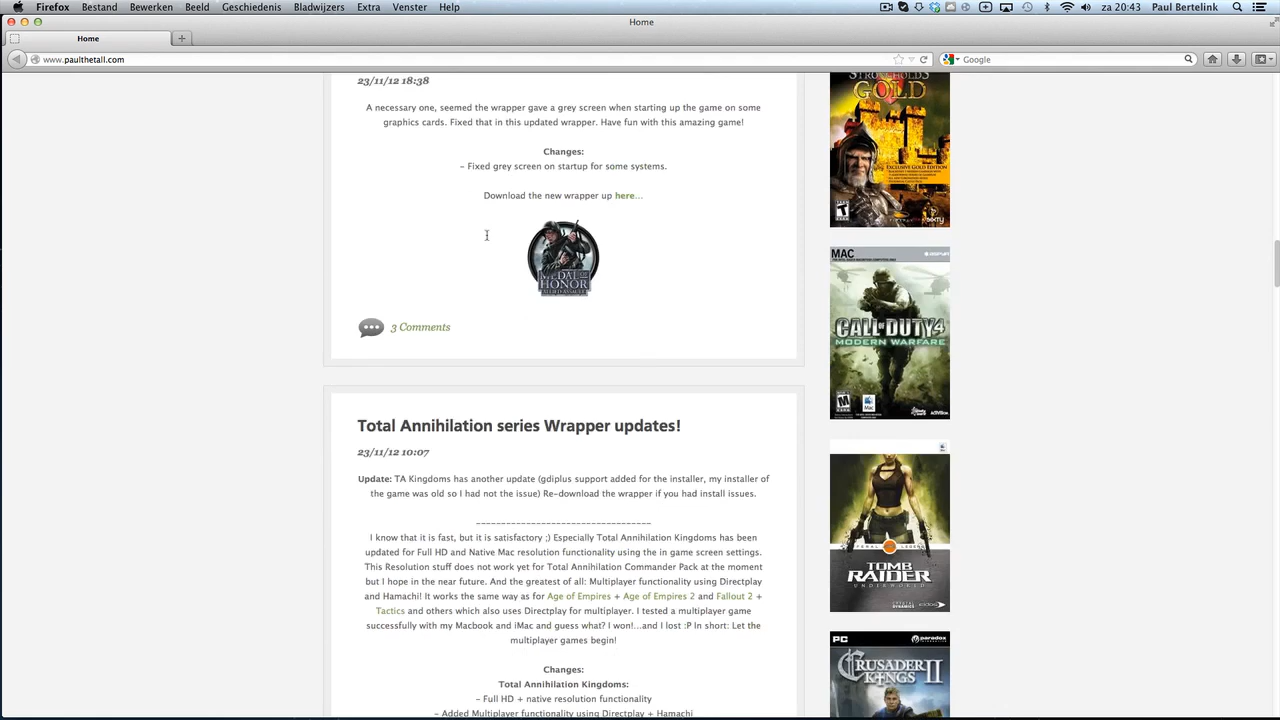 Firefox Bestand Bewerken Beeld Geschiedenis Bladwijzers Extra Venster Help za 20:43 Paul Bertelink
Home
Home
www.paulthetall.com Google
23/11/12 18:38
A necessary one, seemed the wrapper gave a grey screen when starting up the game on some
graphics cards. Fixed that in this updated wrapper. Have fun with this amazing game!
Changes:
- Fixed grey screen on startup for some systems.
Download the new wrapper up here...
MEDAL OF
HONOR
ALLIED ASSAULT
3 Comments
Total Annihilation series Wrapper updates!
23/11/12 10:07
Update: TA Kingdoms has another update (gdiplus support added for the installer, my installer of
the game was old so I had not the issue) Re-download the wrapper if you had install issues.
-----------------------------------
I know that it is fast, but it is satisfactory ;) Especially Total Annihilation Kingdoms has been
updated for Full HD and Native Mac resolution functionality using the in game screen settings.
This Resolution stuff does not work yet for Total Annihilation Commander Pack at the moment
but I hope in the near future. And the greatest of all: Multiplayer functionality using Directplay
and Hamachi! It works the same way as for Age of Empires + Age of Empires 2 and Fallout 2 +
Tactics and others which also uses Directplay for multiplayer. I tested a multiplayer game
successfully with my Macbook and iMac and guess what? I won!...and I lost :P In short: Let the
multiplayer games begin!
Changes:
Total Annihilation Kingdoms:
- Full HD + native resolution functionality
- Added Multiplayer functionality using Directplay + Hamachi
GOLD
EXCLUSIVE GOLD EDITION
MAC
CALL OF DUTY 4
MODERN WARFARE
TOMB
RAIDER
UNDERWORLD
PC paradox
CRUSADER
KINGS II